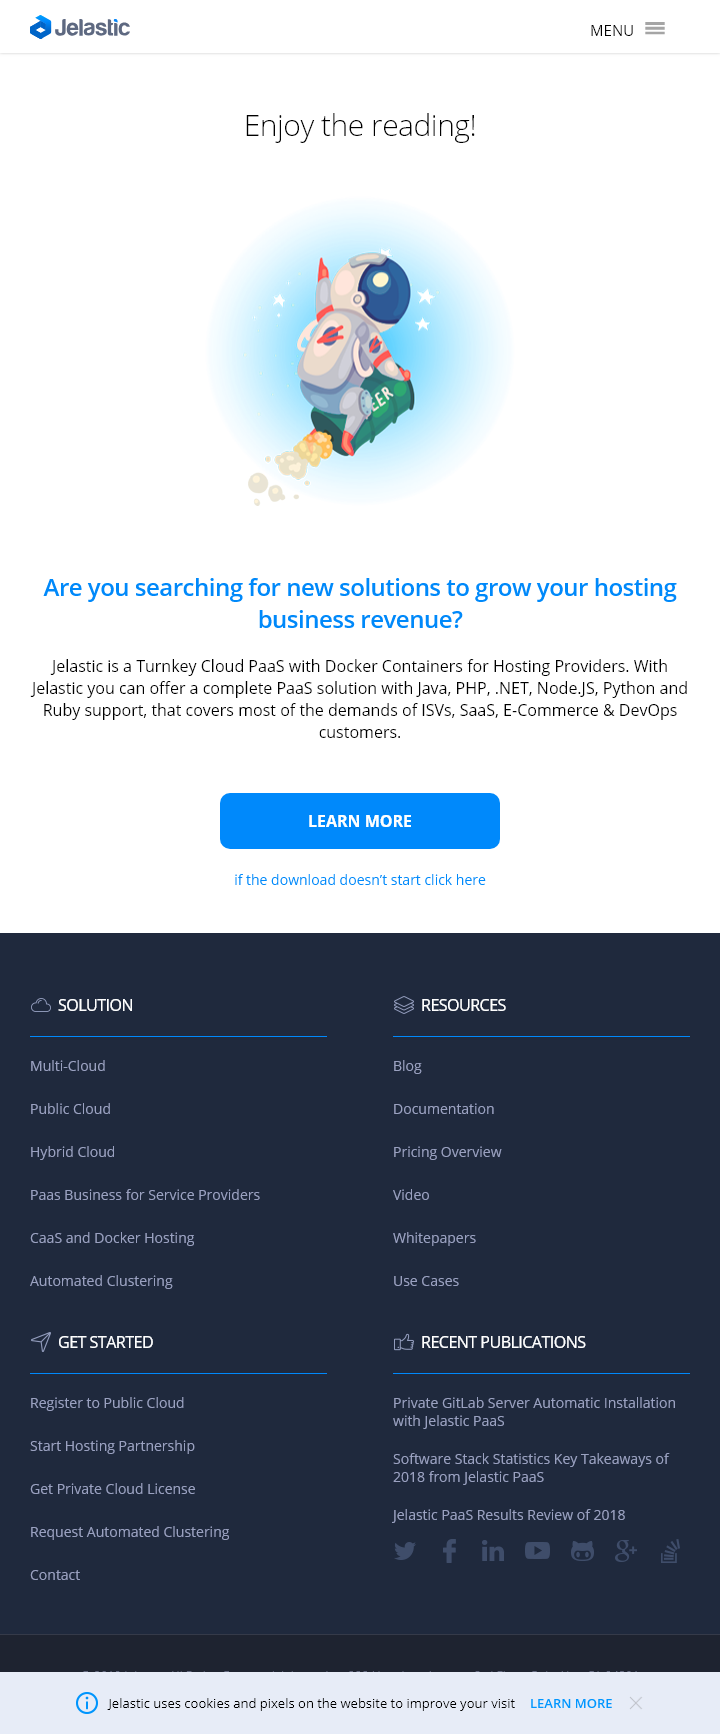 Jelastic
MENU
Enjoy the reading!
EER
Are you searching for new solutions to grow your hosting
business revenue?
Jelastic is a Turnkey Cloud PaaS with Docker Containers for Hosting Providers. With
Jelastic you can offer a complete PaaS solution with Java, PHP, .NET, Node.JS, Python and
Ruby support, that covers most of the demands of ISVs, SaaS, E-Commerce & DevOps
customers.
LEARN MORE
if the download doesn't start click here
SOLUTION
Multi-Cloud
Public Cloud
Hybrid Cloud
Paas Business for Service Providers
CaaS and Docker Hosting
Automated Clustering
RESOURCES
Blog
Documentation
Pricing Overview
Video
Whitepapers
Use Cases
GET STARTED
Register to Public Cloud
Start Hosting Partnership
Get Private Cloud License
Request Automated Clustering
Contact
RECENT PUBLICATIONS
Private GitLab Server Automatic Installation
with Jelastic PaaS
Software Stack Statistics Key Takeaways of
2018 from Jelastic PaaS
Jelastic PaaS Results Review of 2018
Jelastic uses cookies and pixels on the website to improve your visit LEARN MORE